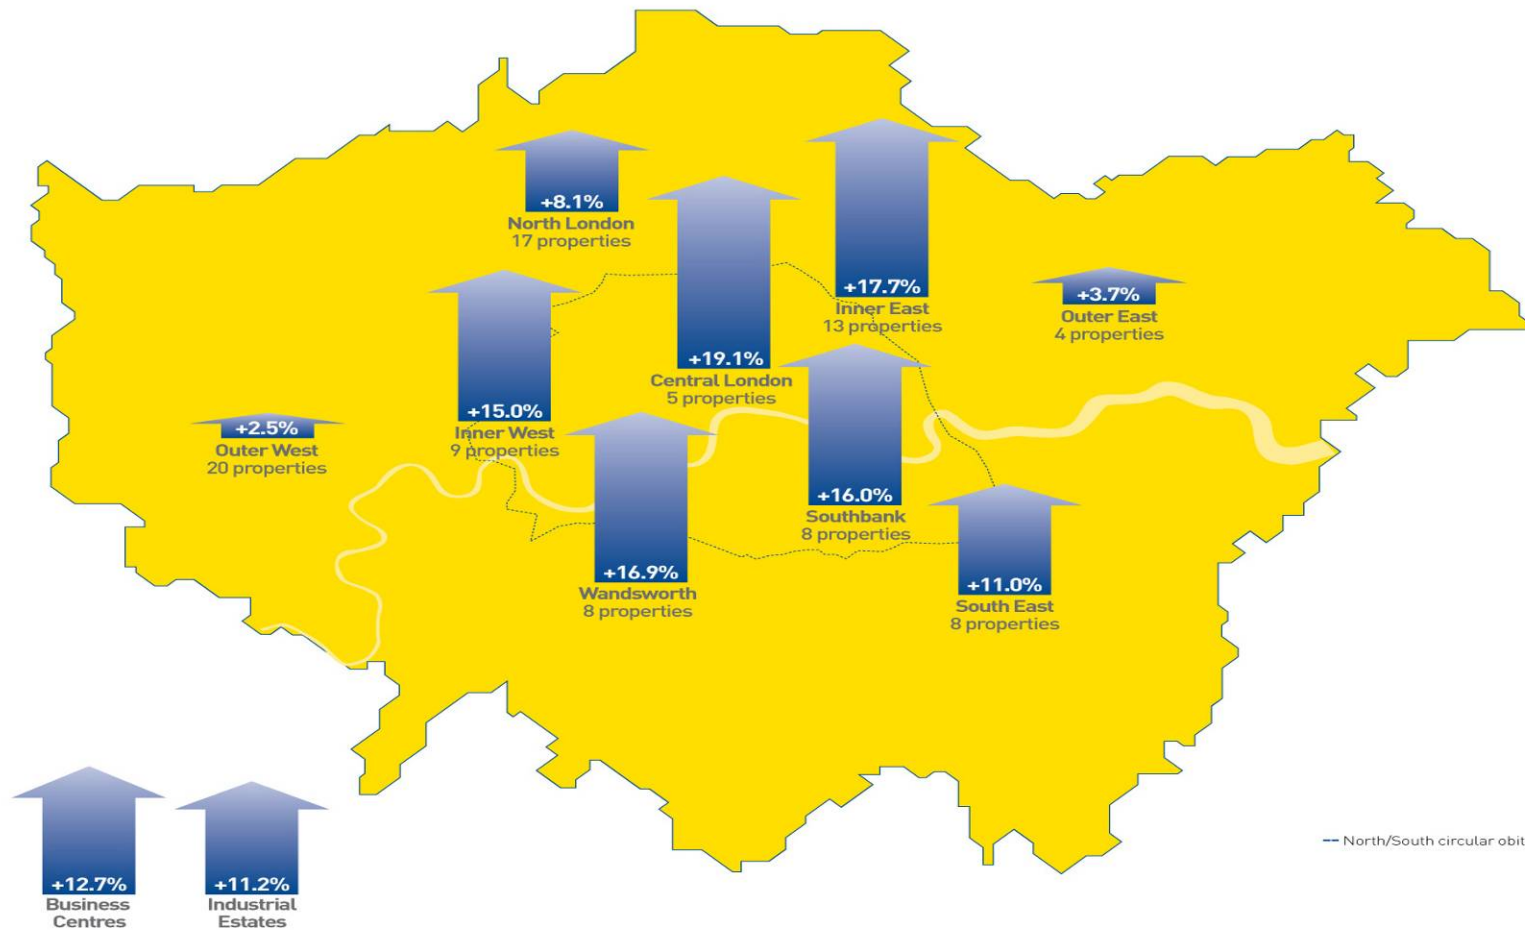 +8.1%
North London
17 properties
+17.7%
Inner East
13 properties
+3.7%
Outer East
4 properties
+19.1%
Central London
5 properties
+15.0%
Inner West
9 properties
+2.5%
Outer West
20 properties
+16.0%
Southbank
8 properties
+16.9%
Wandsworth
8 properties
+11.0%
South East
8 properties
+12.7%
Business
Centres
+11.2%
Industrial
Estates
North/South circular obit